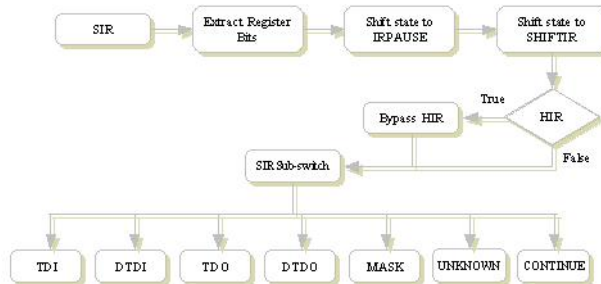 SIR
Extract Register
Bits
Shift state to
IRPAUSE
Shift state to
SHIFTIR
True
HIR
Bypass HIR
False
SIR Sub-switch
TDI
DTDI
TDO
DTDO
MASK
UNKNOWN
CONTINUE